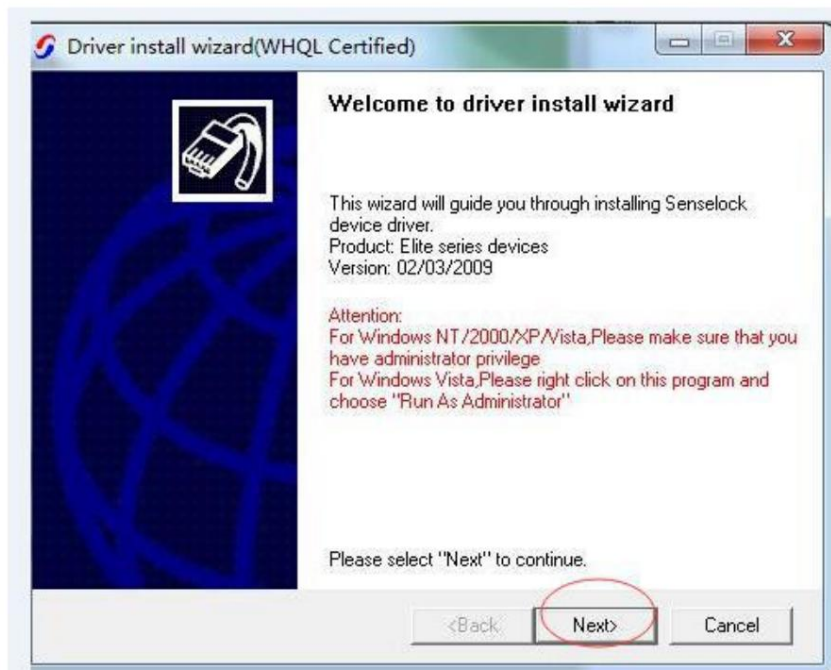 Driver install wizard(WHQL Certified)
Welcome to driver install wizard
This wizard will guide you through installing Senselock
device driver.
Product: Elite series devices
Version: 02/03/2009
Attention:
For Windows NT/2000/XP/Vista,Please make sure that you
have administrator privilege
For Windows Vista,Please right click on this program and
choose "Run As Administrator"
Please select "Next" to continue.
<Back Next> Cancel